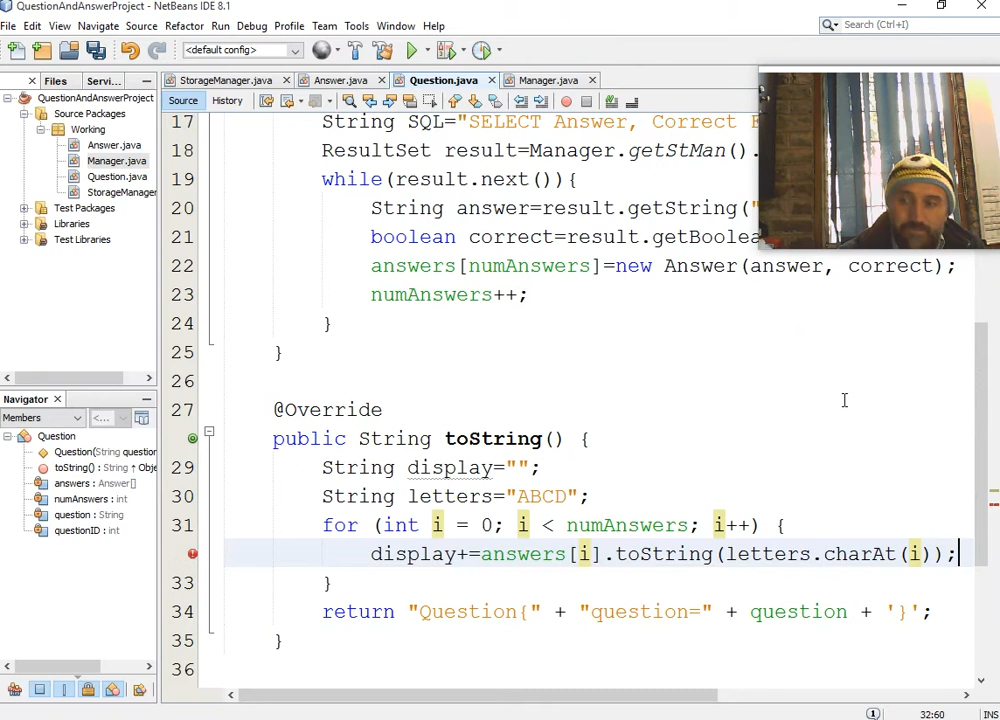 QuestionAndAnswerProject - NetBeans IDE 8.1
File Edit View Navigate Source Refactor Run Debug Profile Team Tools Window Help
<default config>
Search (Ctrl+I)
Files Servi...
StorageManager.java Answer.java Question.java Manager.java
QuestionAndAnswerProject
Source Packages
Working
Answer.java
Manager.java
Question.java
StorageManager
Test Packages
Libraries
Test Libraries
Source History
17 String SQL="SELECT Answer, Correct
18 ResultSet result=Manager.getStMan().
19 while(result.next()){
20 String answer=result.getString("
21 boolean correct=result.getBoolea
22 answers[numAnswers]=new Answer(answer, correct);
23 numAnswers++;
24 }
25 }
26
27 @Override
public String toString() {
29 String display="";
30 String letters="ABCD";
31 for (int i = 0; i < numAnswers; i++) {
display+=answers[i].toString(letters.charAt(i));
33 }
34 return "Question{" + "question=" + question + '}';
35 }
36
Navigator
Members <...
Question
Question(String question
toString() : String ↑ Obje
answers : Answer[]
numAnswers : int
question : String
questionID : int
1 32:60 INS